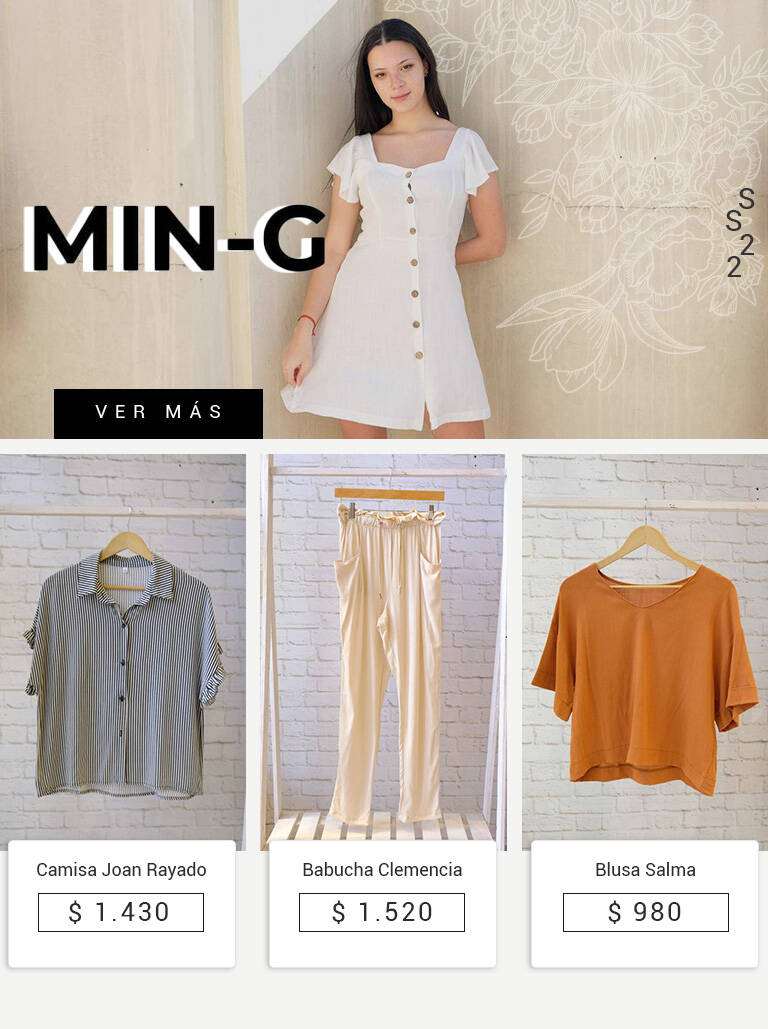 MIN-G
S
S
2
2
VER MÁS
Camisa Joan Rayado
$ 1.430
Babucha Clemencia
$ 1.520
Blusa Salma
$ 980